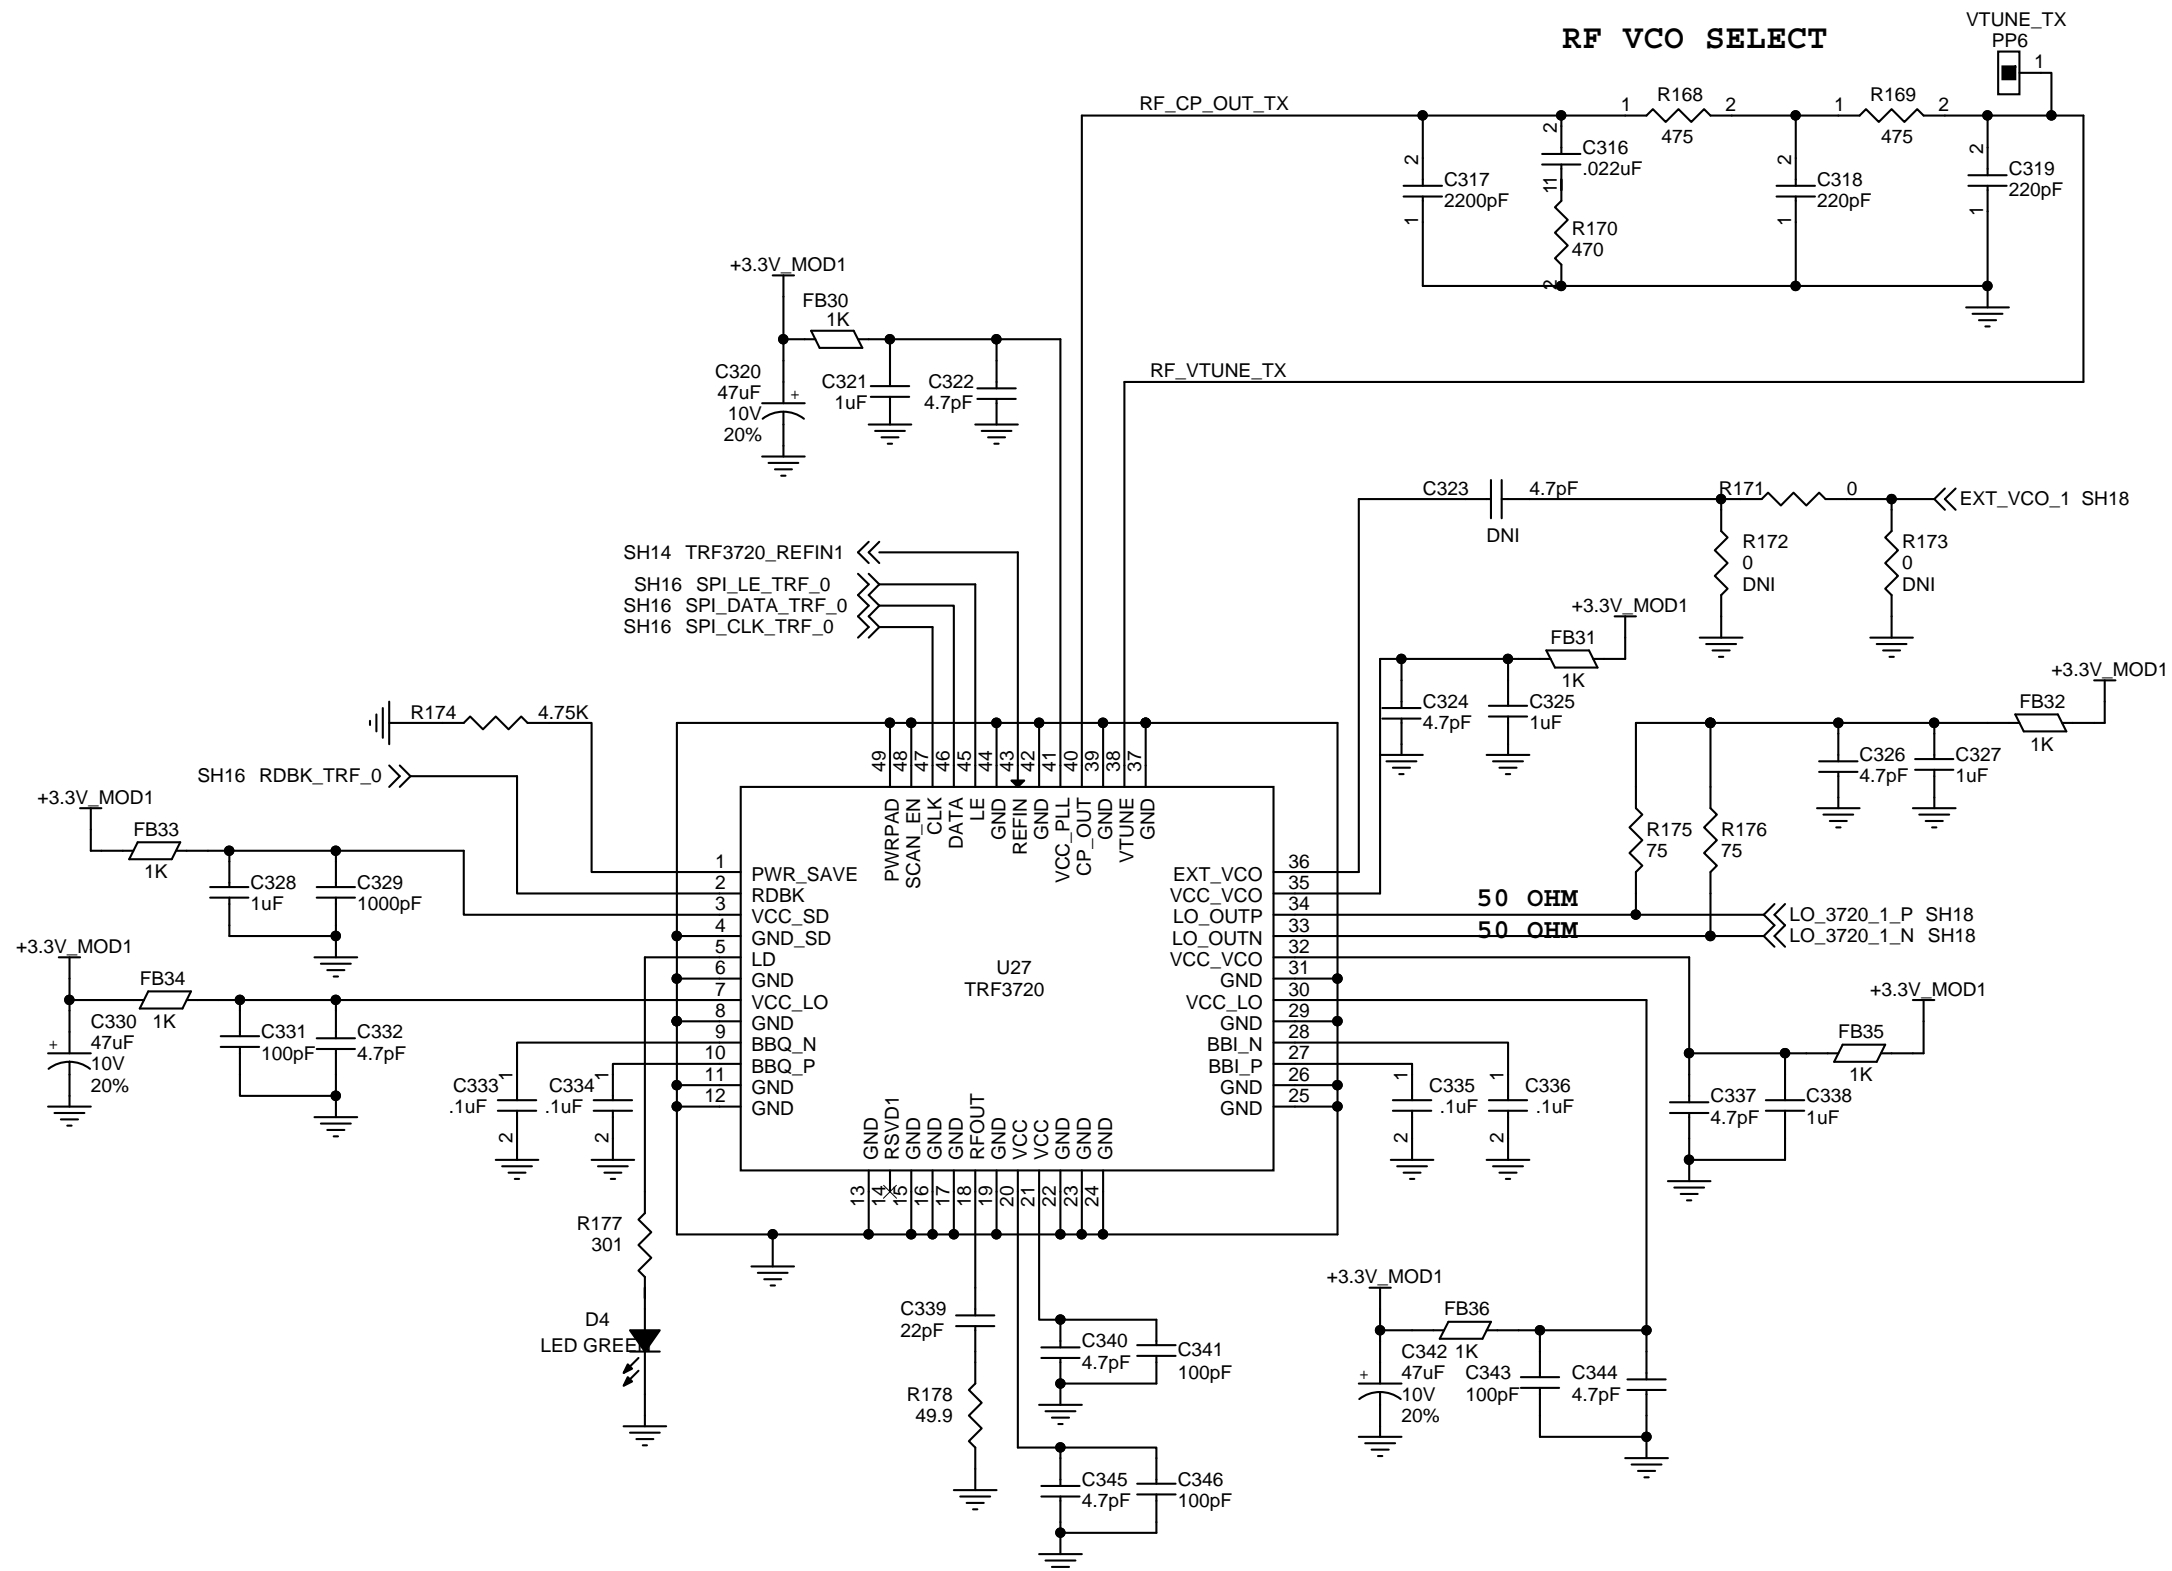 VTUNE_TX
RF VCO SELECT
PP6
1
RF_CP_OUT_TX
1 R168 2
475
1 R169 2
475
2
C317
2200pF
1
2
C316
.022uF
11
R170
470
2
2
C318
220pF
1
2
C319
220pF
1
+3.3V_MOD1
FB30
1K
C320
47uF
10V
20%
+
C321
1uF
C322
4.7pF
RF_VTUNE_TX
C323 4.7pF
DNI
R171 0
EXT_VCO_1 SH18
R172
0
DNI
R173
0
DNI
SH14 TRF3720_REFIN1
SH16 SPI_LE_TRF_0
SH16 SPI_DATA_TRF_0
SH16 SPI_CLK_TRF_0
+3.3V_MOD1
FB31
1K
C324
4.7pF
C325
1uF
+3.3V_MOD1
FB32
1K
C326
4.7pF
C327
1uF
R175
75
R176
75
R174 4.75K
SH16 RDBK_TRF_0
+3.3V_MOD1
FB33
1K
C328
1uF
C329
1000pF
+3.3V_MOD1
FB34
1K
C330
47uF
10V
20%
+
C331
100pF
C332
4.7pF
49 48 47 46 45 44 43 42 41 40 39 38 37
PWRPAD SCAN_EN CLK DATA LE GND REFIN GND VCC_PLL CP_OUT GND VTUNE GND
1 PWR_SAVE
2 RDBK
3 VCC_SD
4 GND_SD
5 LD
6 GND
7 VCC_LO
8 GND
9 BBQ_N
10 BBQ_P
11 GND
12 GND
U27
TRF3720
EXT_VCO 36
VCC_VCO 35
LO_OUTP 34
LO_OUTN 33
VCC_VCO 32
GND 31
VCC_LO 30
GND 29
BBI_N 28
BBI_P 27
GND 26
GND 25
GND RSVD1 GND GND GND RFOUT GND VCC VCC GND GND GND
13 14 15 16 17 18 19 20 21 22 23 24
50 OHM
50 OHM
LO_3720_1_P SH18
LO_3720_1_N SH18
C333
.1uF
1
2
C334
.1uF
1
2
1
2
C335
.1uF
1
2
C336
.1uF
+3.3V_MOD1
FB35
1K
C337
4.7pF
C338
1uF
R177
301
D4
LED GREEN
C339
22pF
R178
49.9
C340
4.7pF
C341
100pF
C345
4.7pF
C346
100pF
+3.3V_MOD1
FB36
1K
C342
47uF
10V
20%
+
C343
100pF
C344
4.7pF